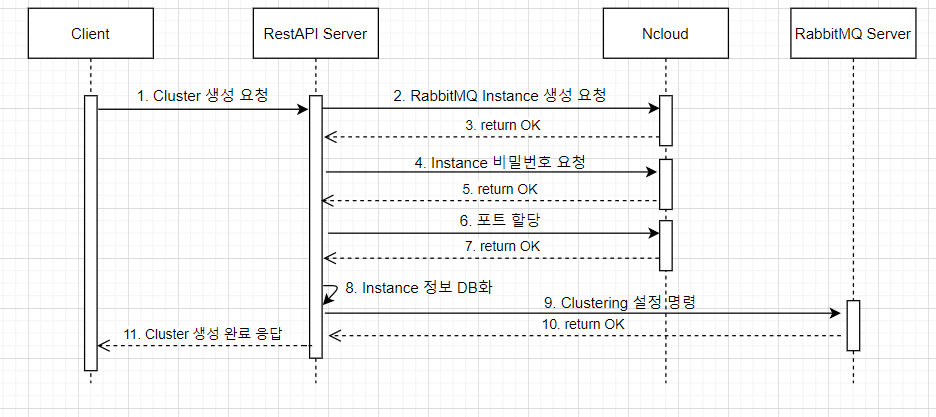 Client
RestAPI Server
Ncloud
RabbitMQ Server
1. Cluster 생성 요청
2. RabbitMQ Instance 생성 요청
3. return OK
4. Instance 비밀번호 요청
5. return OK
6. 포트 할당
7. return OK
8. Instance 정보 DB화
9. Clustering 설정 명령
10. return OK
11. Cluster 생성 완료 응답